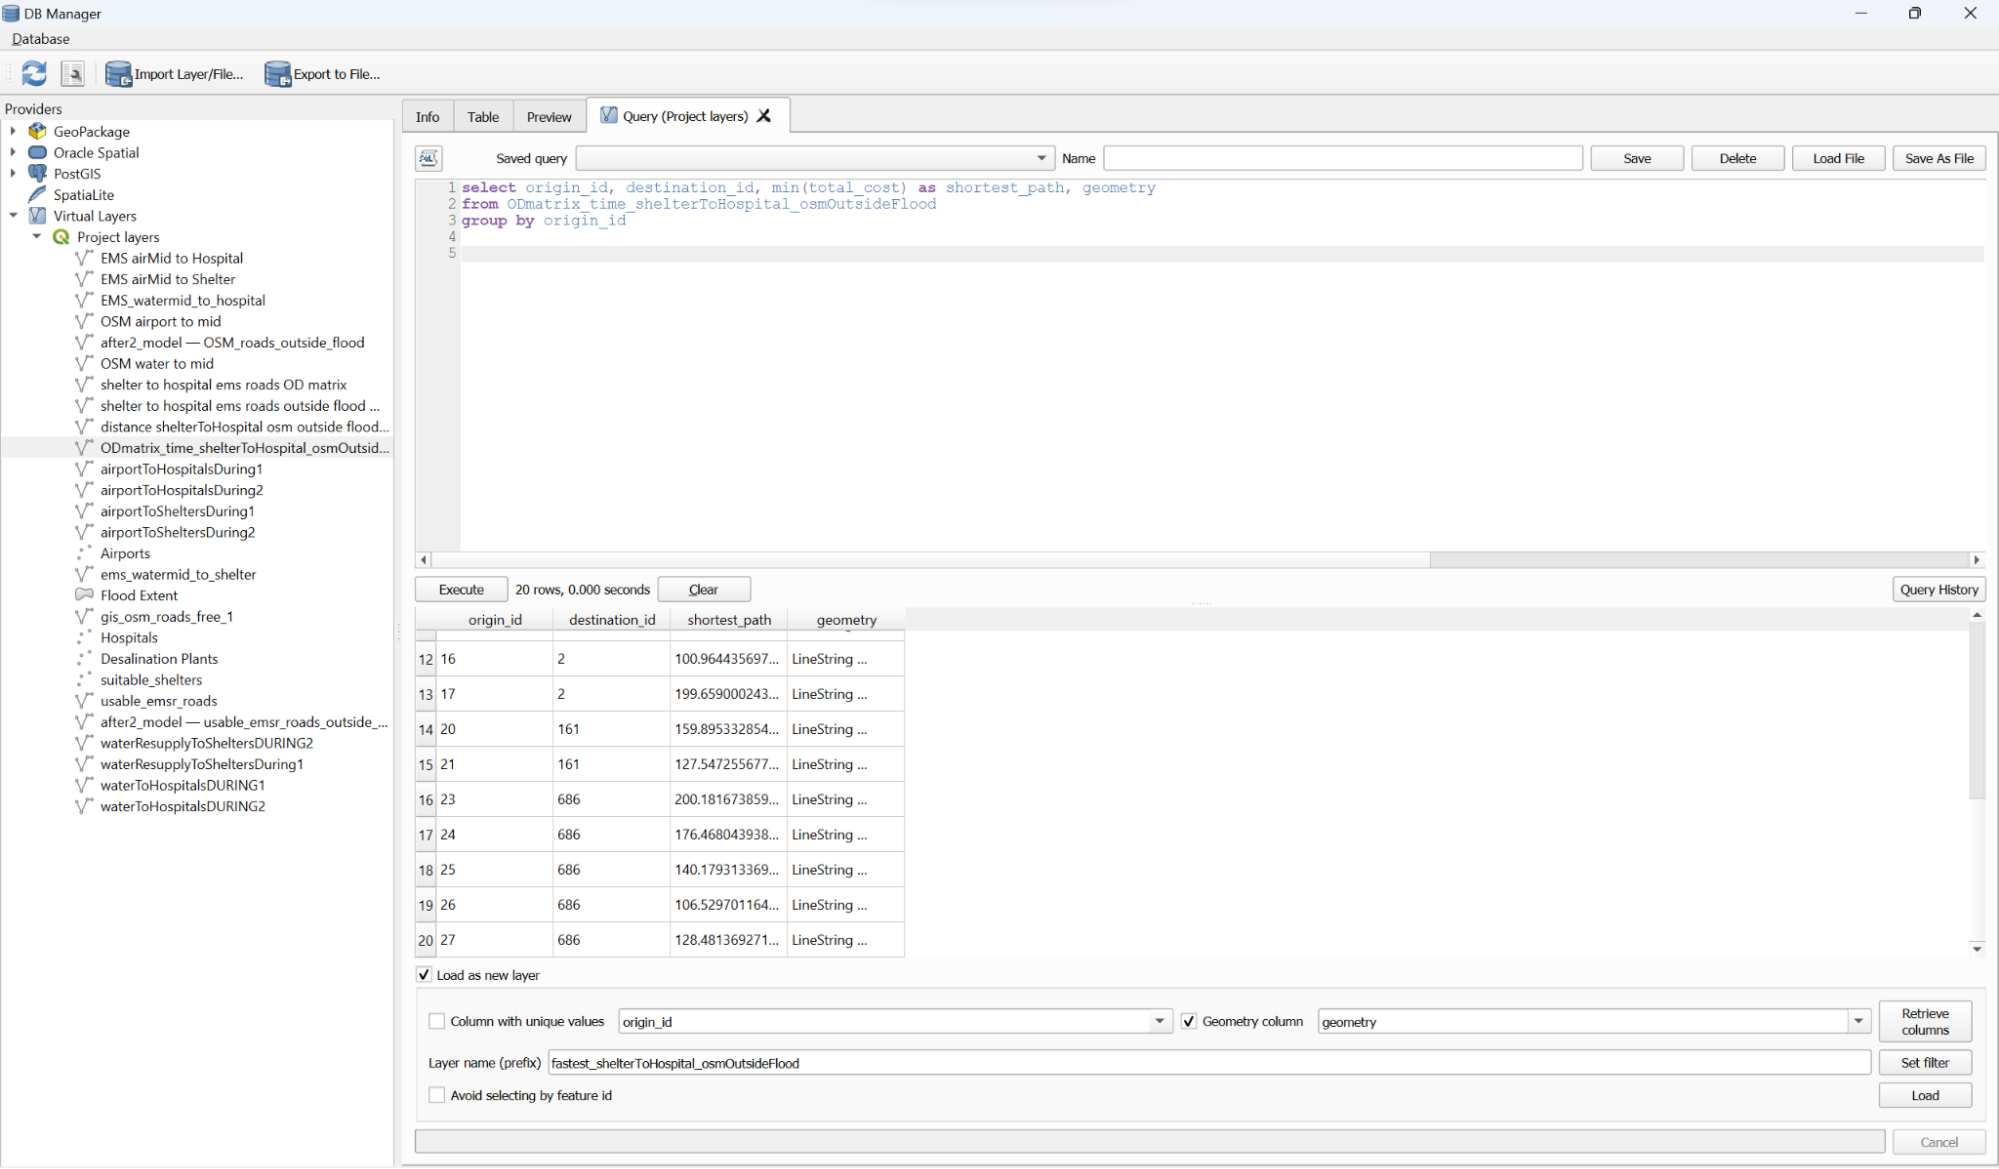 DB Manager
Database
Import Layer/File...
Export to File...
Providers
GeoPackage
Oracle Spatial
PostGIS
SpatiaLite
Virtual Layers
Project layers
EMS airMid to Hospital
EMS airMid to Shelter
EMS_watermid_to_hospital
OSM airport to mid
after2_model — OSM_roads_outside_flood
OSM water to mid
shelter to hospital ems roads OD matrix
shelter to hospital ems roads outside flood ...
distance shelterToHospital osm outside flood...
ODmatrix_time_shelterToHospital_osmOutsid...
airportToHospitalsDuring1
airportToHospitalsDuring2
airportToSheltersDuring1
airportToSheltersDuring2
Airports
ems_watermid_to_shelter
Flood Extent
gis_osm_roads_free_1
Hospitals
Desalination Plants
suitable_shelters
usable_emsr_roads
after2_model — usable_emsr_roads_outside_...
waterResupplyToSheltersDURING2
waterResupplyToSheltersDuring1
waterToHospitalsDURING1
waterToHospitalsDURING2
Info Table Preview Query (Project layers)
SQL Saved query Name Save Delete Load File Save As File
1 select origin_id, destination_id, min(total_cost) as shortest_path, geometry
2 from ODmatrix_time_shelterToHospital_osmOutsideFlood
3 group by origin_id
4
5
Execute 20 rows, 0.000 seconds Clear Query History
origin_id destination_id shortest_path geometry
12 16 2 100.964435697... LineString ...
13 17 2 199.659000243... LineString ...
14 20 161 159.895332854... LineString ...
15 21 161 127.547255677... LineString ...
16 23 686 200.181673859... LineString ...
17 24 686 176.468043938... LineString ...
18 25 686 140.179313369... LineString ...
19 26 686 106.529701164... LineString ...
20 27 686 128.481369271... LineString ...
Load as new layer
Column with unique values origin_id Geometry column geometry Retrieve columns
Layer name (prefix) fastest_shelterToHospital_osmOutsideFlood Set filter
Avoid selecting by feature id Load
Cancel